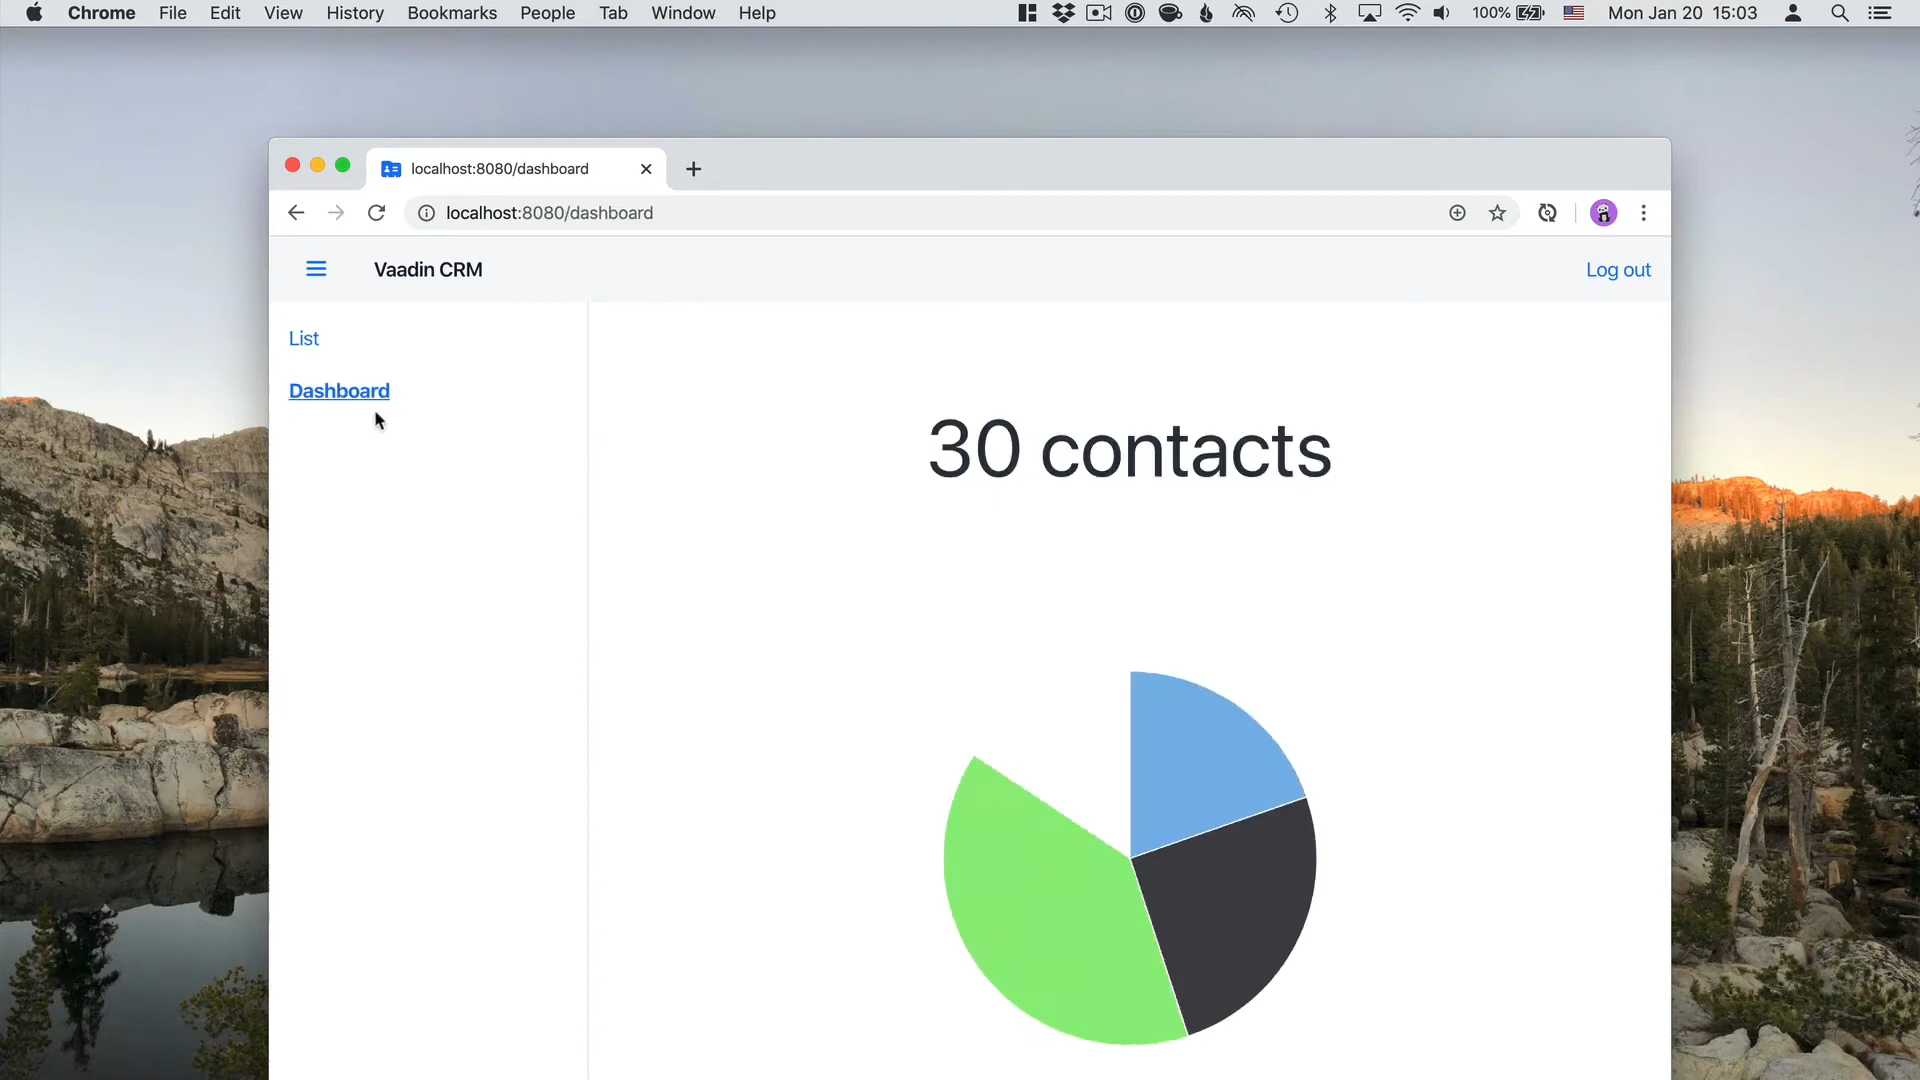 Chrome File Edit View History Bookmarks People Tab Window Help 100% Mon Jan 20 15:03
localhost:8080/dashboard
localhost:8080/dashboard
Vaadin CRM Log out
List
Dashboard
30 contacts